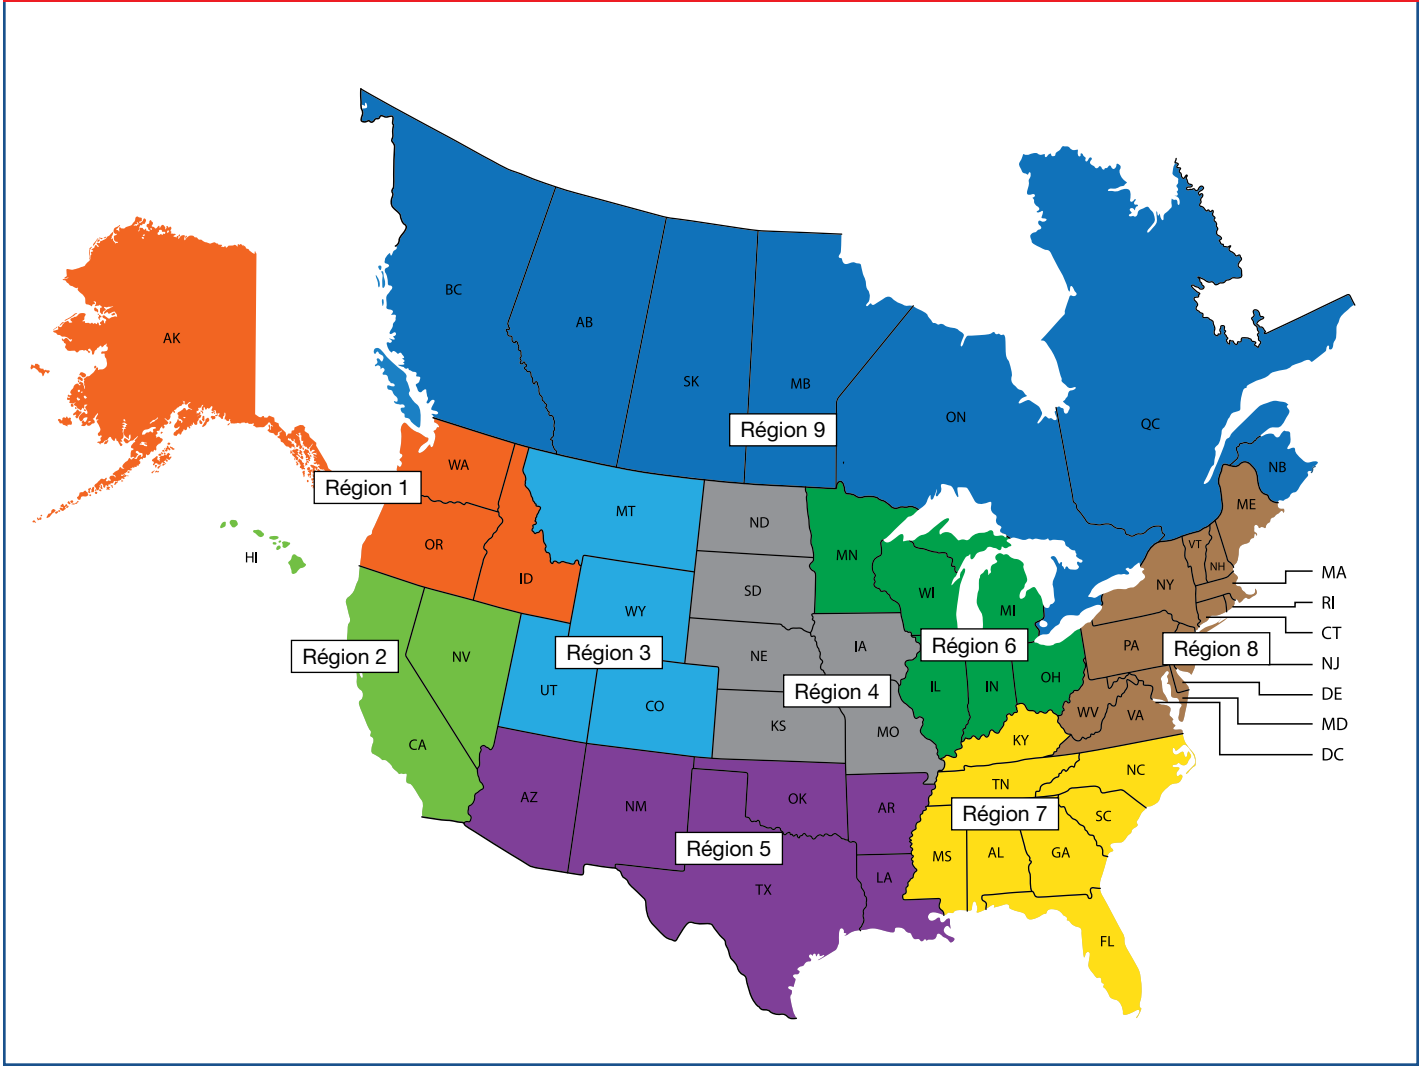 BC
AB
AK
SK
MB
ON
QC
Région 9
WA
NB
Région 1
MT
ND
ME
OR
MN
VT
HI
ID
NH
MA
SD
WI
NY
RI
WY
MI
CT
IA
Région 6
PA
Région 8
Région 2
NV
Région 3
NE
NJ
UT
Région 4
IL
IN
OH
DE
CO
WV
VA
MD
KS
MO
KY
CA
DC
NC
TN
AZ
NM
OK
AR
Région 7
SC
Région 5
MS
AL
GA
TX
LA
FL